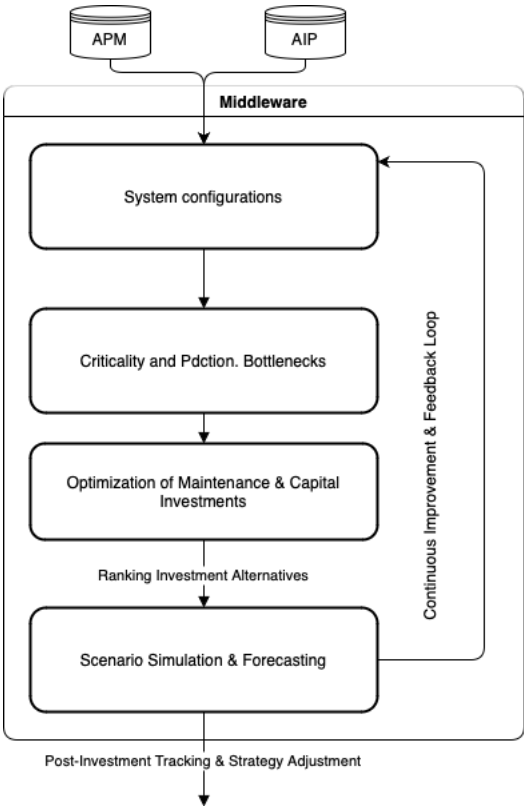 APM
AIP
Middleware
System configurations
Criticality and Pdction. Bottlenecks
Optimization of Maintenance & Capital
Investments
Ranking Investment Alternatives
Scenario Simulation & Forecasting
Continuous Improvement & Feedback Loop
Post-Investment Tracking & Strategy Adjustment